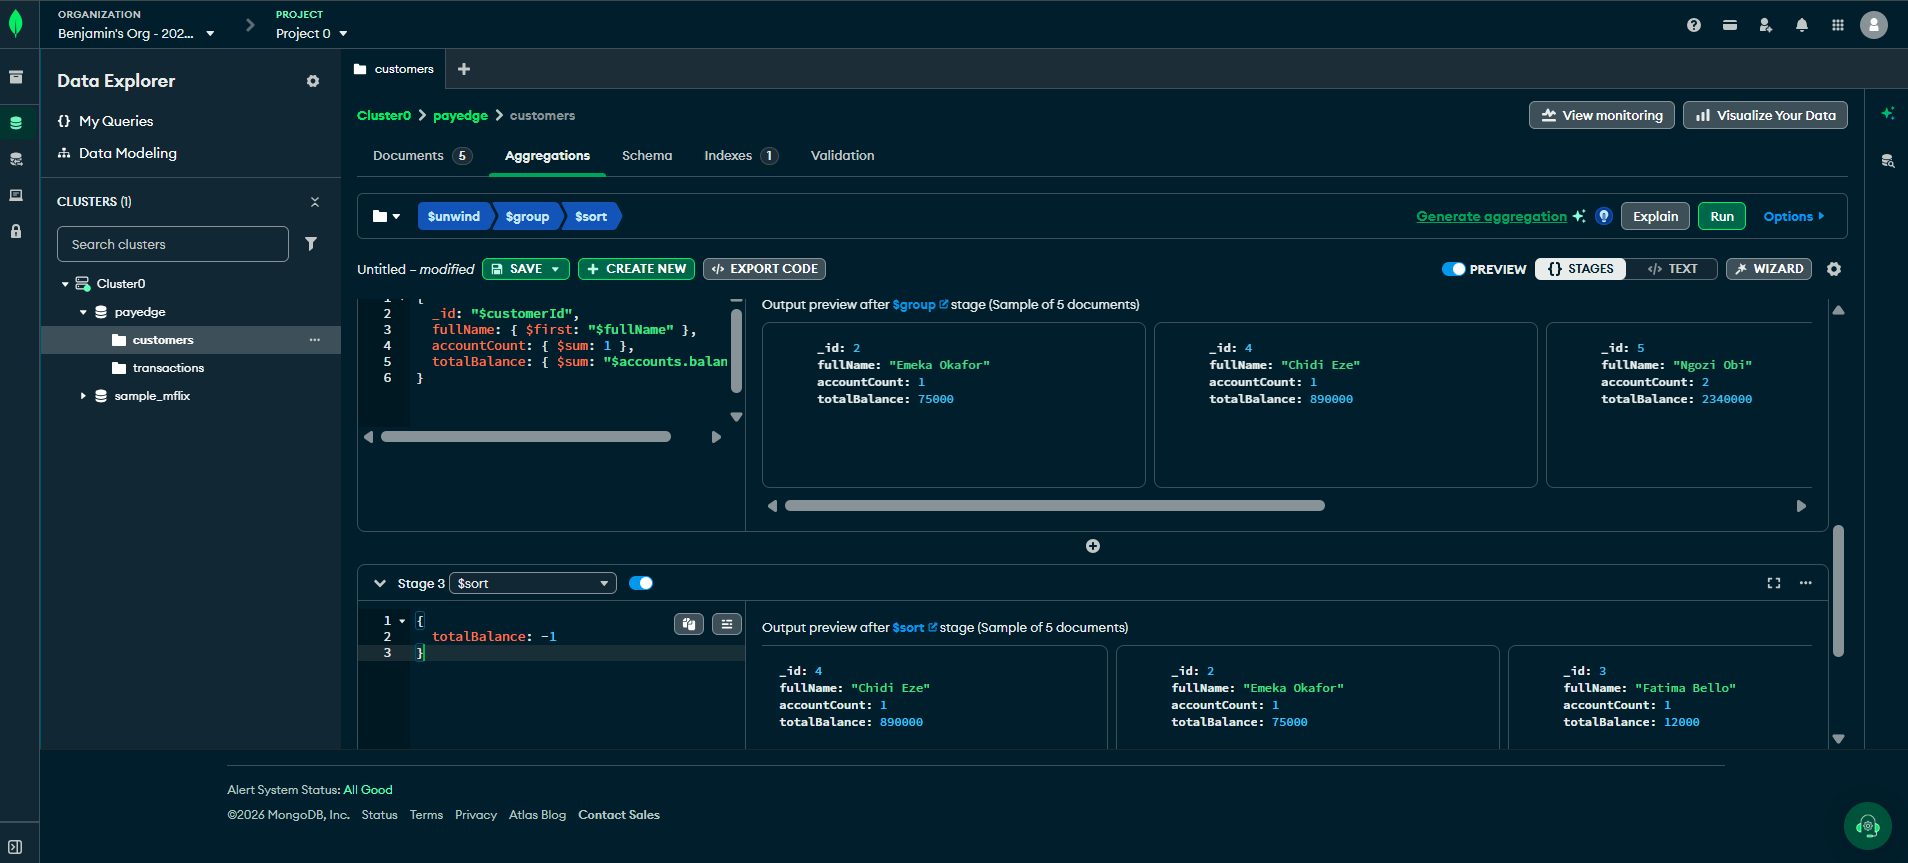 ORGANIZATION
Benjamin's Org - 202...
PROJECT
Project 0
Data Explorer
My Queries
Data Modeling
CLUSTERS (1)
Search clusters
Cluster0
payedge
customers
transactions
sample_mflix
customers
Cluster0 > payedge > customers
View monitoring
Visualize Your Data
Documents 5
Aggregations
Schema
Indexes 1
Validation
$unwind
$group
$sort
Generate aggregation
Explain
Run
Options
Untitled – modified
SAVE
CREATE NEW
EXPORT CODE
PREVIEW
STAGES
TEXT
WIZARD
1 {
2 _id: "$customerId",
3 fullName: { $first: "$fullName" },
4 accountCount: { $sum: 1 },
5 totalBalance: { $sum: "$accounts.balan
6 }
Output preview after $group stage (Sample of 5 documents)
_id: 2
fullName: "Emeka Okafor"
accountCount: 1
totalBalance: 75000
_id: 4
fullName: "Chidi Eze"
accountCount: 1
totalBalance: 890000
_id: 5
fullName: "Ngozi Obi"
accountCount: 2
totalBalance: 2340000
Stage 3 $sort
1 {
2 totalBalance: -1
3 }
Output preview after $sort stage (Sample of 5 documents)
_id: 4
fullName: "Chidi Eze"
accountCount: 1
totalBalance: 890000
_id: 2
fullName: "Emeka Okafor"
accountCount: 1
totalBalance: 75000
_id: 3
fullName: "Fatima Bello"
accountCount: 1
totalBalance: 12000
Alert System Status: All Good
©2026 MongoDB, Inc. Status Terms Privacy Atlas Blog Contact Sales